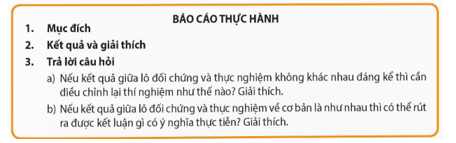 BÁO CÁO THỰC HÀNH
1. Mục đích
2. Kết quả và giải thích
3. Trả lời câu hỏi
a) Nếu kết quả giữa lô đối chứng và thực nghiệm không khác nhau đáng kể thì cần
điều chỉnh lại thí nghiệm như thế nào? Giải thích.
b) Nếu kết quả giữa lô đối chứng và thực nghiệm về cơ bản là như nhau thì có thể rút
ra được kết luận gì có ý nghĩa thực tiễn? Giải thích.